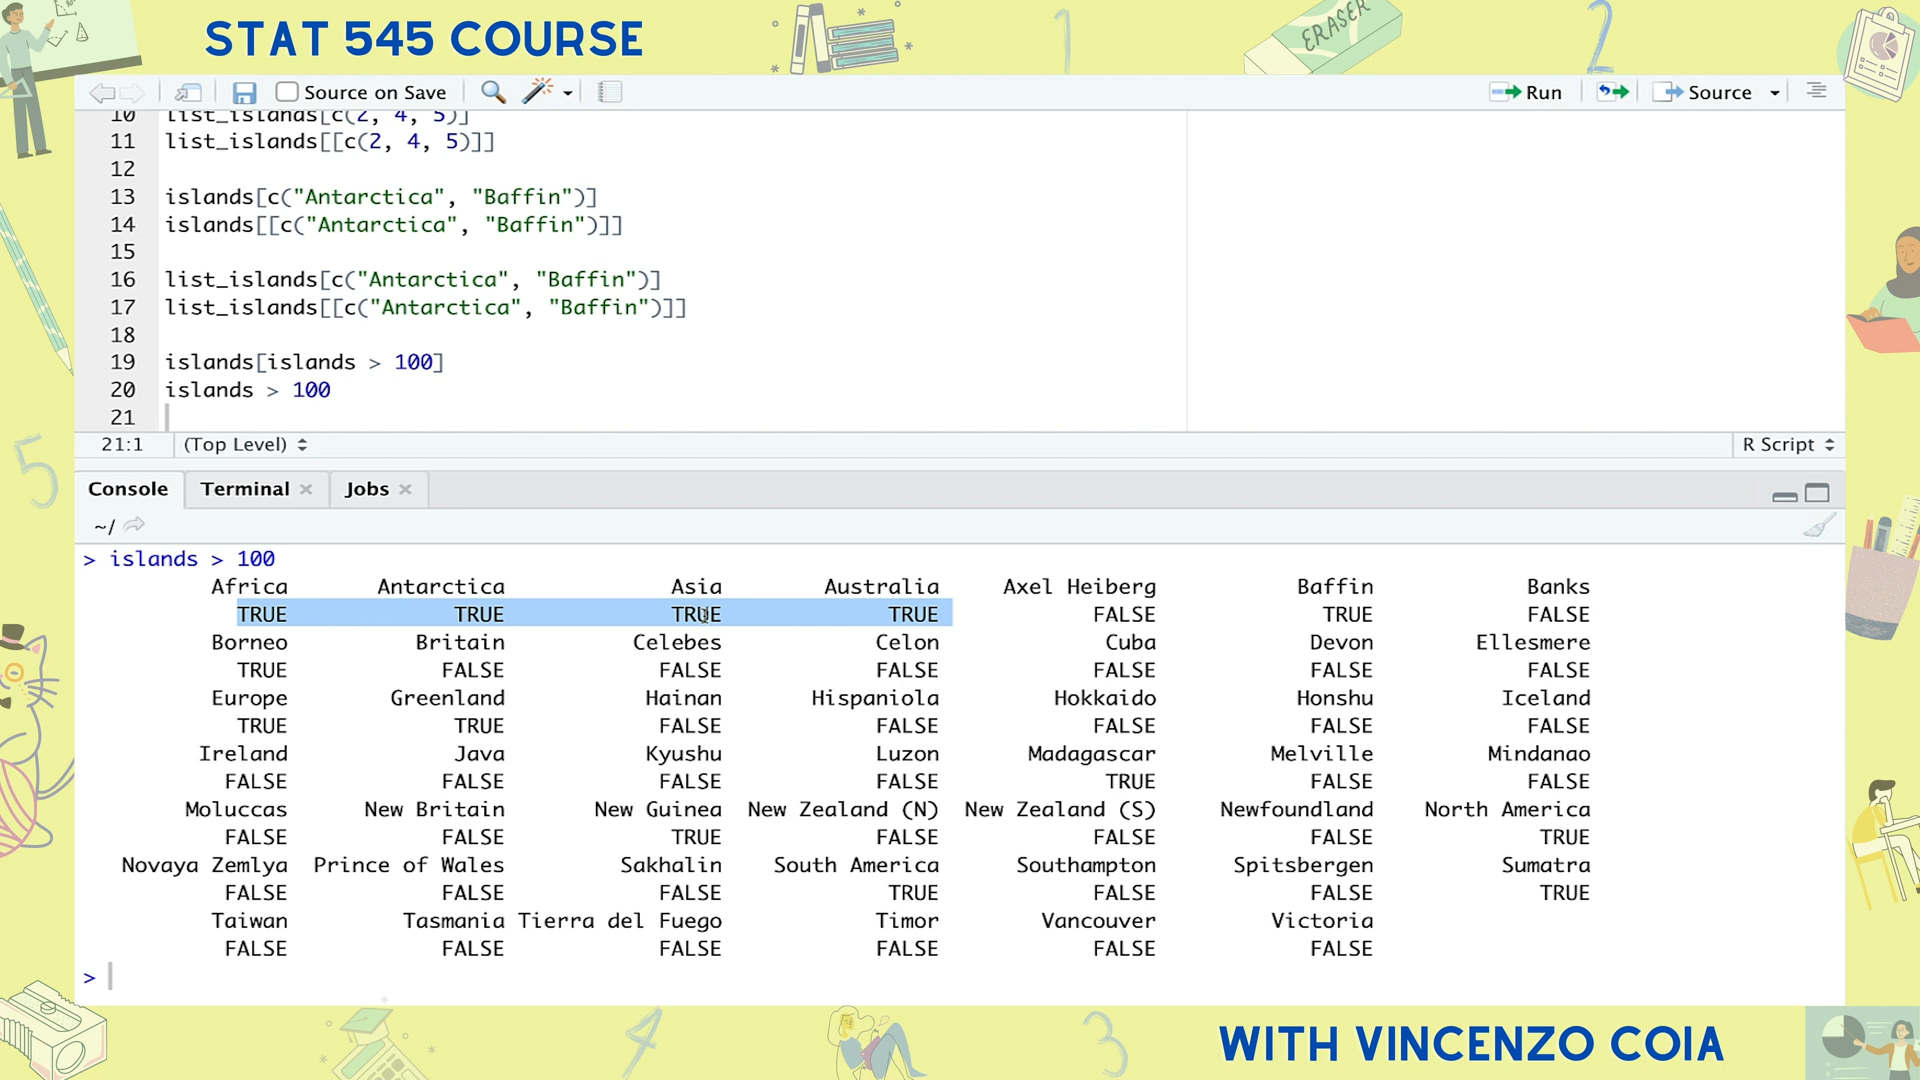 STAT 545 COURSE
ERASER
1
2
Source on Save
Run
Source
10 list_islands[c(2, 4, 5)]
11 list_islands[[c(2, 4, 5)]]
12
13 islands[c("Antarctica", "Baffin")]
14 islands[[c("Antarctica", "Baffin")]]
15
16 list_islands[c("Antarctica", "Baffin")]
17 list_islands[[c("Antarctica", "Baffin")]]
18
19 islands[islands > 100]
20 islands > 100
21
5
21:1 (Top Level) R Script
Console Terminal Jobs
~/
> islands > 100
Africa Antarctica Asia Australia Axel Heiberg Baffin Banks
TRUE TRUE TRUE TRUE FALSE TRUE FALSE
Borneo Britain Celebes Celon Cuba Devon Ellesmere
TRUE FALSE FALSE FALSE FALSE FALSE FALSE
Europe Greenland Hainan Hispaniola Hokkaido Honshu Iceland
TRUE TRUE FALSE FALSE FALSE FALSE FALSE
Ireland Java Kyushu Luzon Madagascar Melville Mindanao
FALSE FALSE FALSE FALSE TRUE FALSE FALSE
Moluccas New Britain New Guinea New Zealand (N) New Zealand (S) Newfoundland North America
FALSE FALSE TRUE FALSE FALSE FALSE TRUE
Novaya Zemlya Prince of Wales Sakhalin South America Southampton Spitsbergen Sumatra
FALSE FALSE FALSE TRUE FALSE FALSE TRUE
Taiwan Tasmania Tierra del Fuego Timor Vancouver Victoria
FALSE FALSE FALSE FALSE FALSE FALSE
>
4
3
WITH VINCENZO COIA